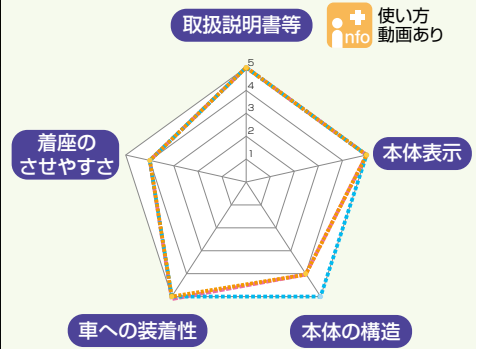 取扱説明書等
info
使い方
動画あり
5
4
3
2
1
着座の
させやすさ
本体表示
車への装着性
本体の構造